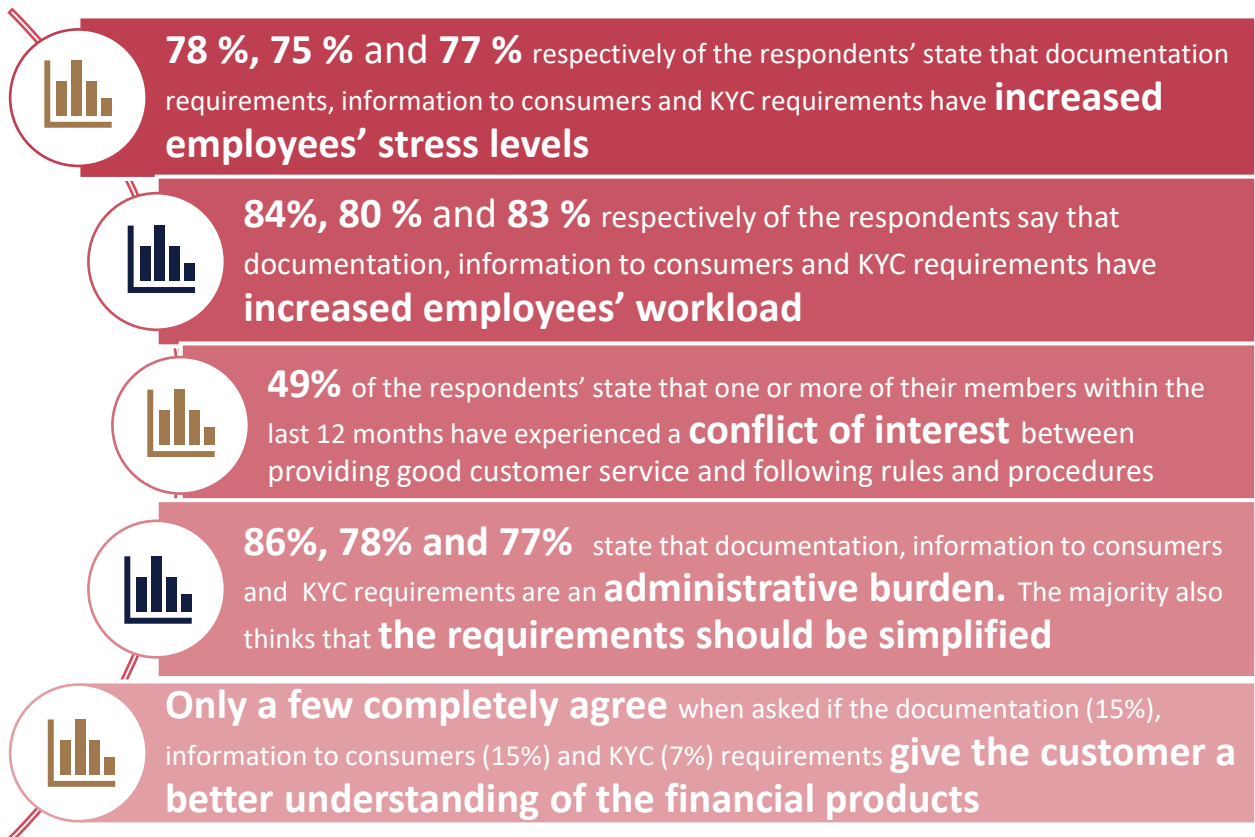 78 %, 75 % and 77 % respectively of the respondents’ state that documentation
requirements, information to consumers and KYC requirements have increased
employees’ stress levels
84%, 80 % and 83 % respectively of the respondents say that
documentation, information to consumers and KYC requirements have
increased employees’ workload
49% of the respondents’ state that one or more of their members within the
last 12 months have experienced a conflict of interest between
providing good customer service and following rules and procedures
86%, 78% and 77% state that documentation, information to consumers
and KYC requirements are an administrative burden. The majority also
thinks that the requirements should be simplified
Only a few completely agree when asked if the documentation (15%),
information to consumers (15%) and KYC (7%) requirements give the customer a
better understanding of the financial products